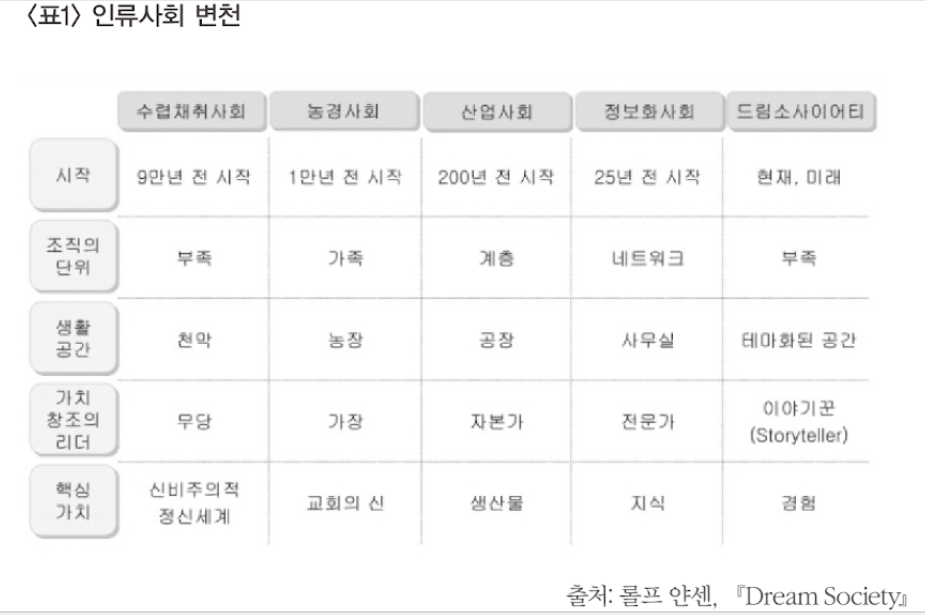 <표1> 인류사회 변천
수렵채취사회 농경사회 산업사회 정보화사회 드림소사이어티
시작 9만년 전 시작 1만년 전 시작 200년 전 시작 25년 전 시작 현재, 미래
조직의
단위 부족 가족 계층 네트워크 부족
생활
공간 천막 농장 공장 사무실 테마화된 공간
가치
창조의
리더 무당 가장 자본가 전문가 이야기꾼
(Storyteller)
핵심
가치 신비주의적
정신세계 교회의 신 생산물 지식 경험
출처: 롤프 얀센, 『Dream Society』